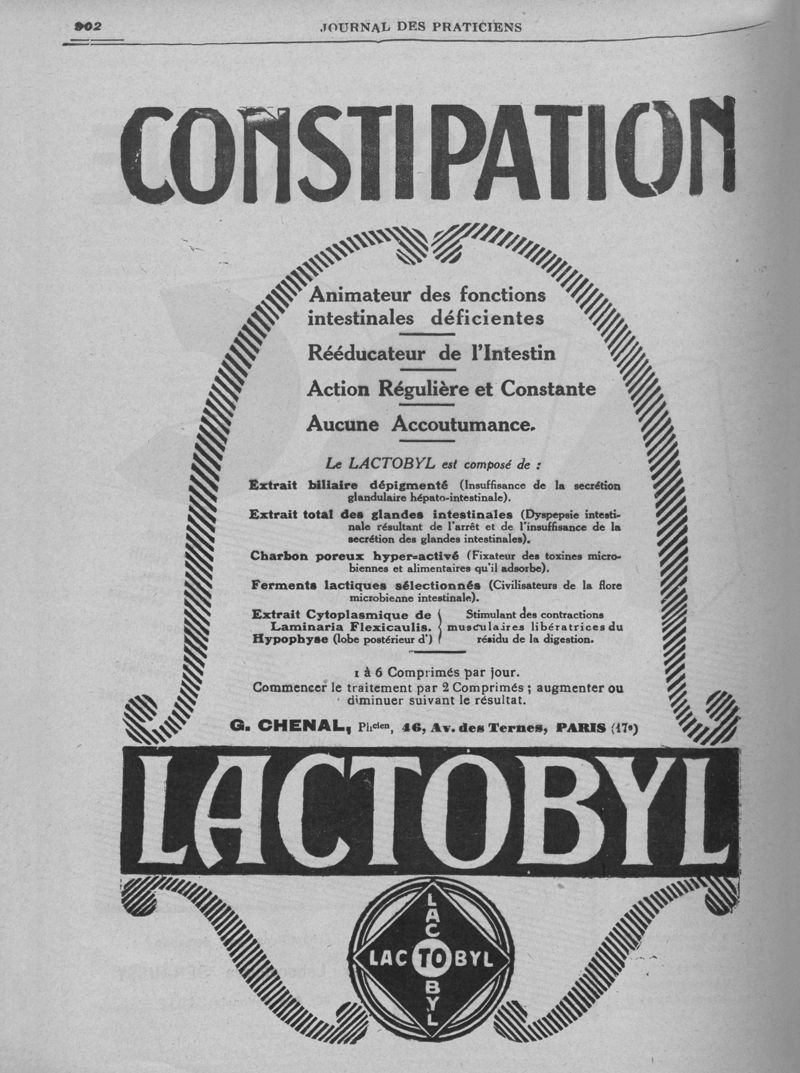 902
JOURNAL DES PRATICIENS
CONSTIPATION
Animateur des fonctions
intestinales déficientes
Rééducateur de l'Intestin
Action Régulière et Constante
Aucune Accoutumance.
Le LACTOBYL est composé de :
Extrait biliaire dépigmenté (Insuffisance de la secrétion
glandulaire hépato-intestinale).
Extrait total des glandes intestinales (Dyspepsie intesti-
nale résultant de l'arrêt et de l'insuffisance de la
secrétion des glandes intestinales).
Charbon poreux hyper-activé (Fixateur des toxines micro-
biennes et alimentaires qu'il adsorbe).
Ferments lactiques sélectionnés (Civilisateurs de la flore
microbienne intestinale).
Extrait Cytoplasmique de { Stimulant des contractions
Laminaria Flexicaulis. { musculaires libératrices du
Hypophyse (lobe postérieur d') { résidu de la digestion.
1 à 6 Comprimés par jour.
Commencer le traitement par 2 Comprimés ; augmenter ou
diminuer suivant le résultat.
G. CHENAL, Phcien, 46, Av. des Ternes, PARIS (17e)
LACTOBYL
LACTOBYL
LACTOBYL